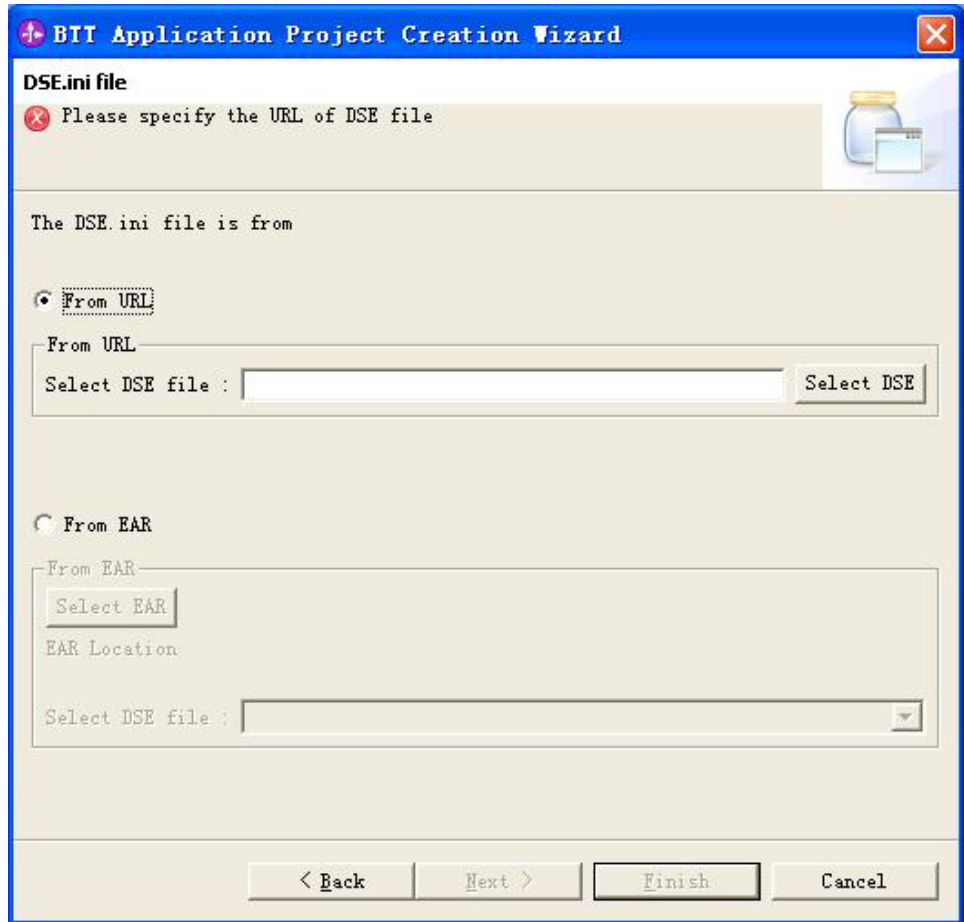 BTT Application Project Creation Wizard
DSE.ini file
Please specify the URL of DSE file
The DSE.ini file is from
From URL
From URL
Select DSE file :
Select DSE
From EAR
From EAR
Select EAR
EAR Location
Select DSE file :
< Back
Next >
Finish
Cancel